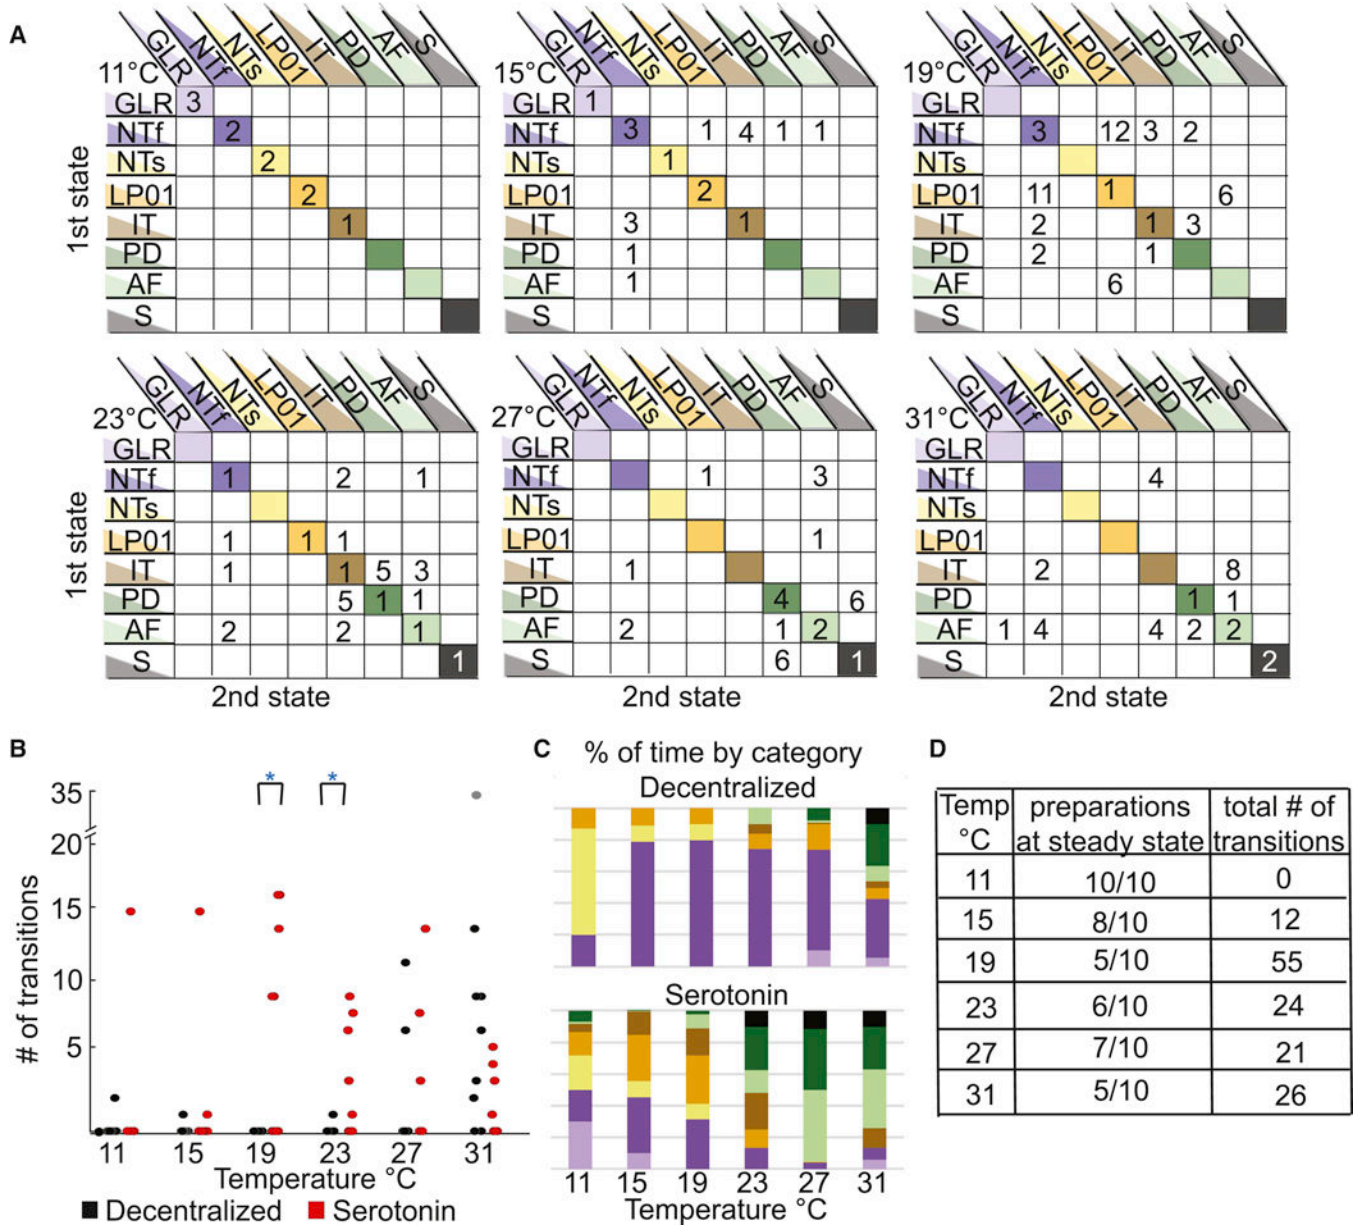 A
GLR NTf NTs LP01 IT PD AF S
11°C
GLR 3
NTf 2
NTs 2
LP01 2
IT 1
PD
AF
S
1st state
GLR NTf NTs LP01 IT PD AF S
15°C
GLR 1
NTf 3 1 4 1 1
NTs 1
LP01 2
IT 3 1
PD 1
AF 1
S
GLR NTf NTs LP01 IT PD AF S
19°C
GLR
NTf 3 12 3 2
NTs
LP01 11 1 6
IT 2 1 3
PD 2 1
AF 6
S
GLR NTf NTs LP01 IT PD AF S
23°C
GLR
NTf 1 2 1
NTs
LP01 1 1 1
IT 1 1 5 3
PD 5 1 1
AF 2 2 1
S 1
1st state
2nd state
GLR NTf NTs LP01 IT PD AF S
27°C
GLR
NTf 1 3
NTs
LP01 1
IT 1
PD 4 6
AF 2 1 2
S 6 1
2nd state
GLR NTf NTs LP01 IT PD AF S
31°C
GLR
NTf 4
NTs
LP01
IT 2 8
PD 1 1
AF 1 4 4 2 2
S 2
2nd state
B
35
20
15
10
5
# of transitions
* *
11 15 19 23 27 31
Temperature °C
Decentralized Serotonin
C % of time by category
Decentralized
Serotonin
11 15 19 23 27 31
Temperature °C
D
Temp °C preparations at steady state total # of transitions
11 10/10 0
15 8/10 12
19 5/10 55
23 6/10 24
27 7/10 21
31 5/10 26